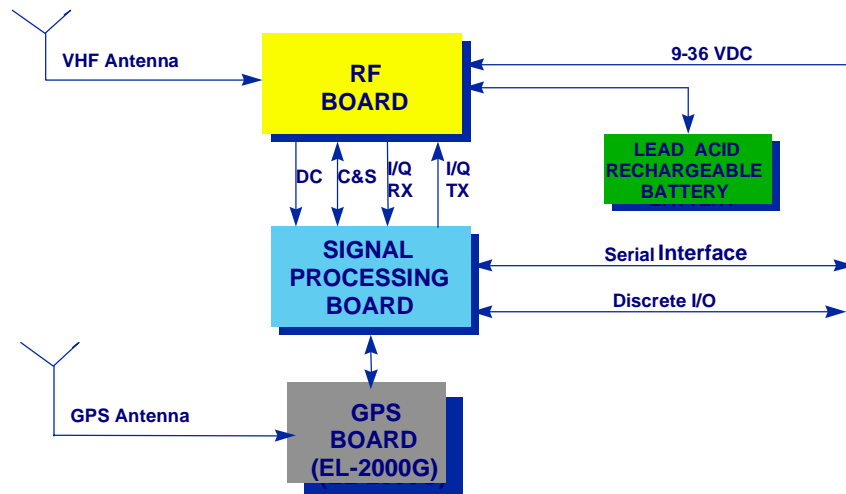 VHF Antenna
RF
BOARD
9-36 VDC
LEAD ACID
RECHARGEABLE
BATTERY
DC
C&S
I/Q
RX
I/Q
TX
SIGNAL
PROCESSING
BOARD
Serial Interface
Discrete I/O
GPS Antenna
GPS
BOARD
(EL-2000G)